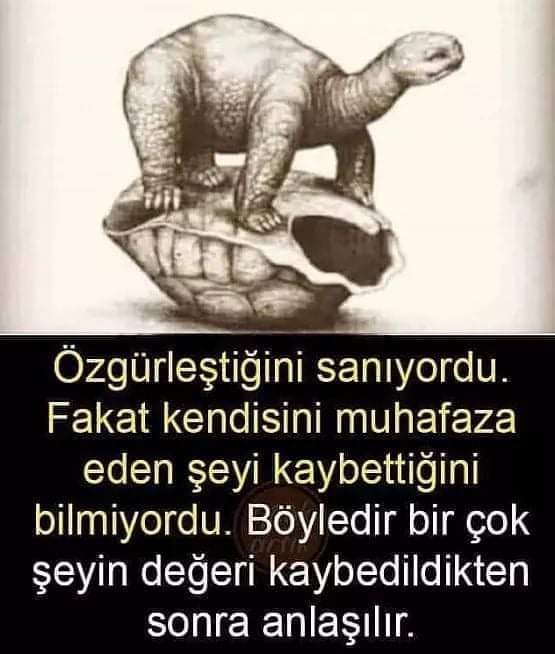 Özgürleştiğini sanıyordu.
Fakat kendisini muhafaza
eden şeyi kaybettiğini
bilmiyordu. Böyledir bir çok
şeyin değeri kaybedildikten
sonra anlaşılır.